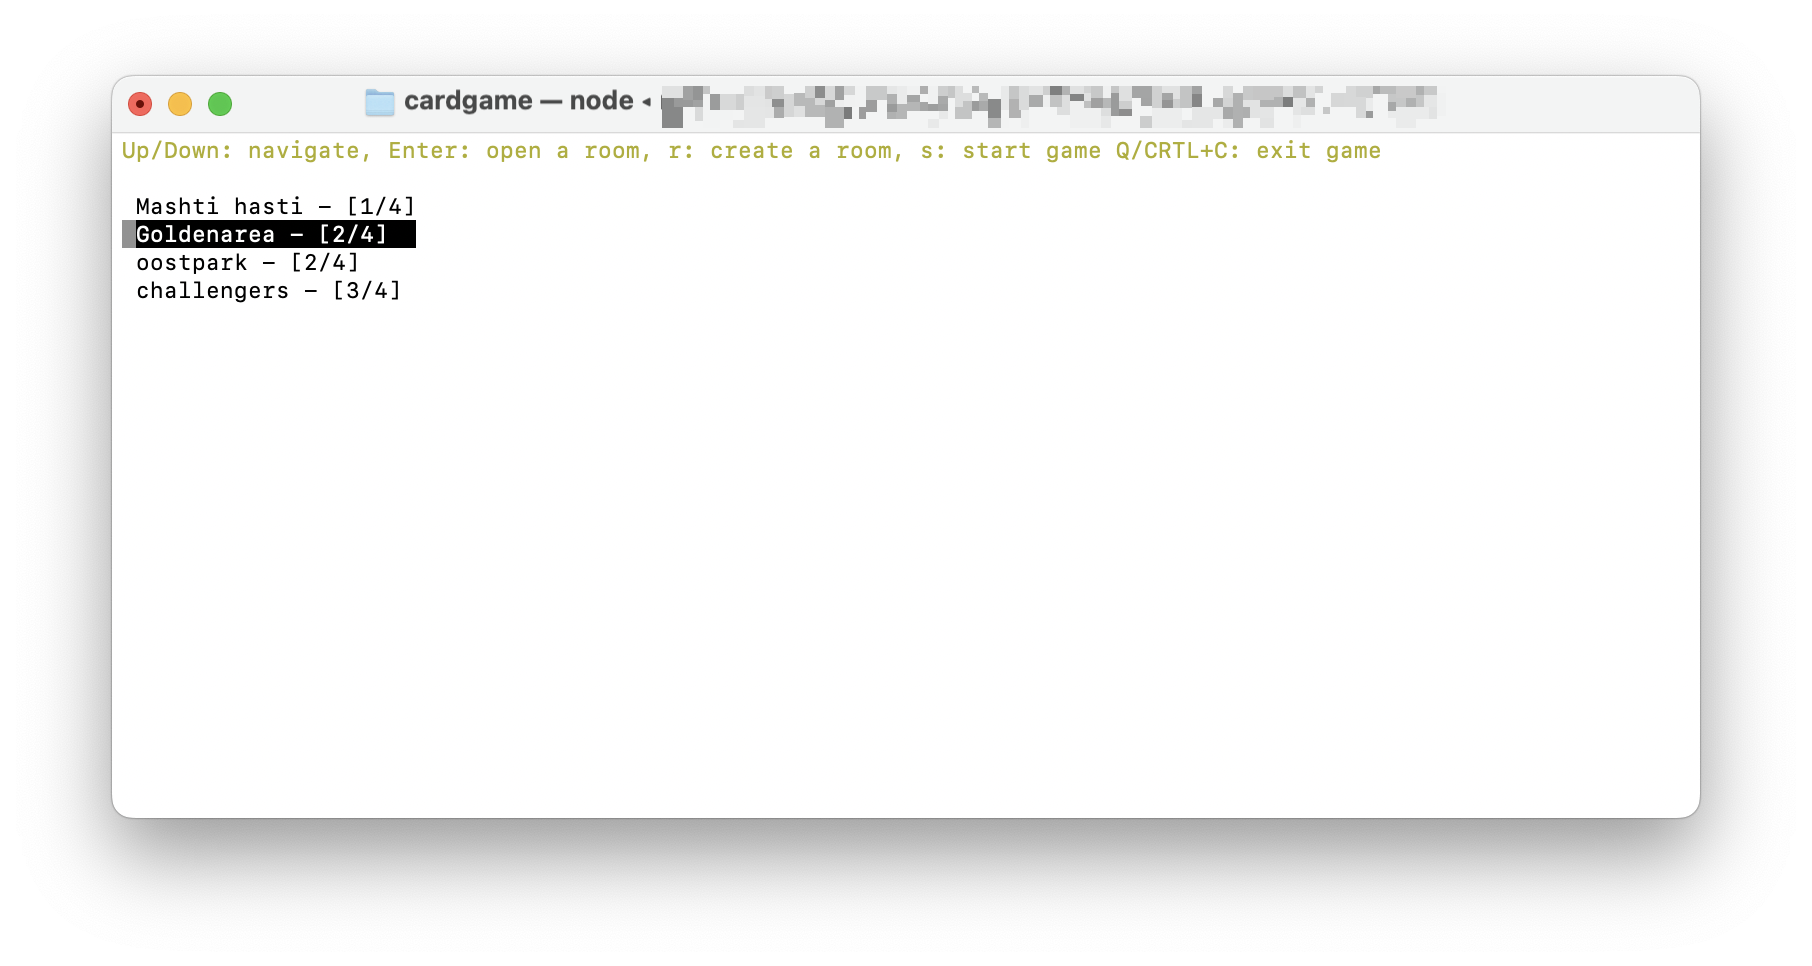 cardgame — node ◂
Up/Down: navigate, Enter: open a room, r: create a room, s: start game Q/CRTL+C: exit game
Mashti hasti - [1/4]
Goldenarea - [2/4]
oostpark - [2/4]
challengers - [3/4]